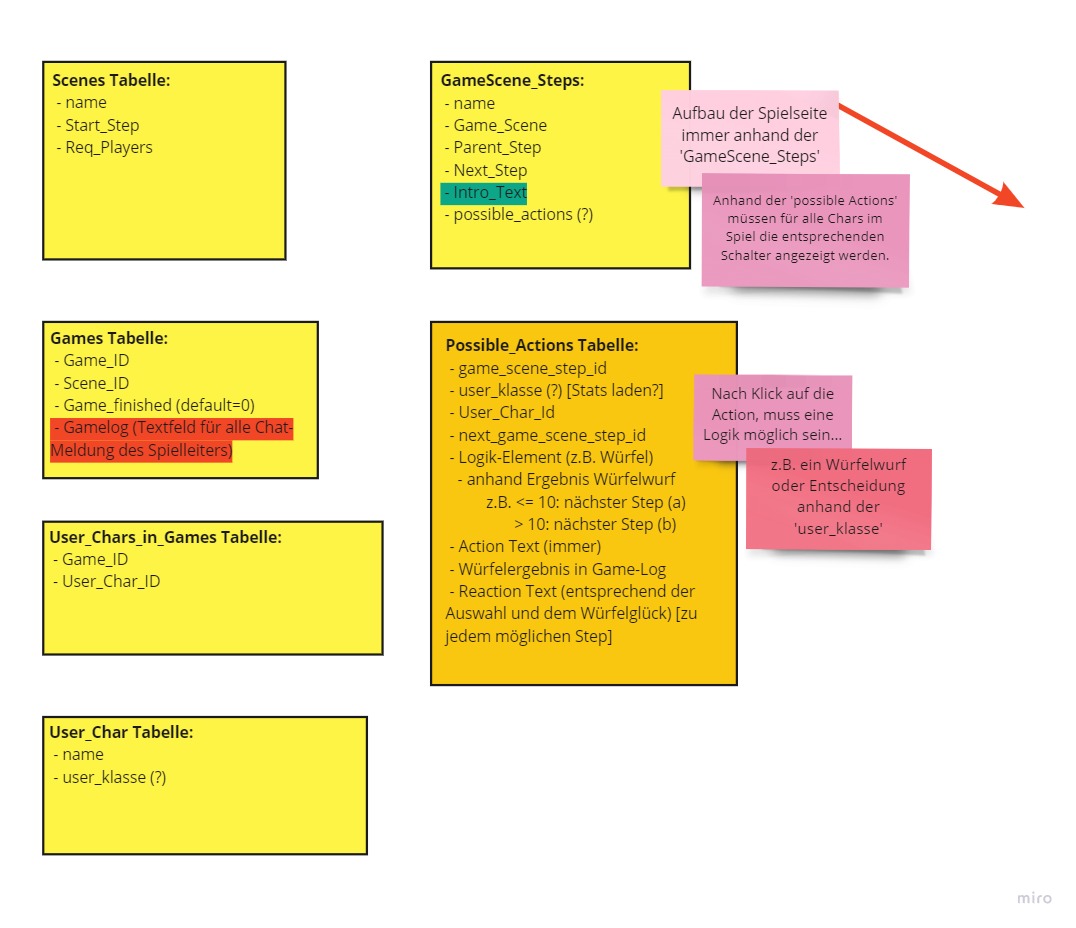 Scenes Tabelle:
- name
- Start_Step
- Req_Players
GameScene_Steps:
- name
- Game_Scene
- Parent_Step
- Next_Step
- Intro_Text
- possible_actions (?)
Aufbau der Spielseite
immer anhand der
'GameScene_Steps'
Anhand der 'possible Actions'
müssen für alle Chars im
Spiel die entsprechenden
Schalter angezeigt werden.
Games Tabelle:
- Game_ID
- Scene_ID
- Game_finished (default=0)
- Gamelog (Textfeld für alle Chat-
Meldung des Spielleiters)
Possible_Actions Tabelle:
- game_scene_step_id
- user_klasse (?) [Stats laden?]
- User_Char_Id
- next_game_scene_step_id
- Logik-Element (z.B. Würfel)
- anhand Ergebnis Würfelwurf
z.B. <= 10: nächster Step (a)
> 10: nächster Step (b)
- Action Text (immer)
- Würfelergebnis in Game-Log
- Reaction Text (entsprechend der
Auswahl und dem Würfelglück) [zu
jedem möglichen Step]
Nach Klick auf die
Action, muss eine
Logik möglich sein...
z.B. ein Würfelwurf
oder Entscheidung
anhand der
'user_klasse'
User_Chars_in_Games Tabelle:
- Game_ID
- User_Char_ID
User_Char Tabelle:
- name
- user_klasse (?)
miro